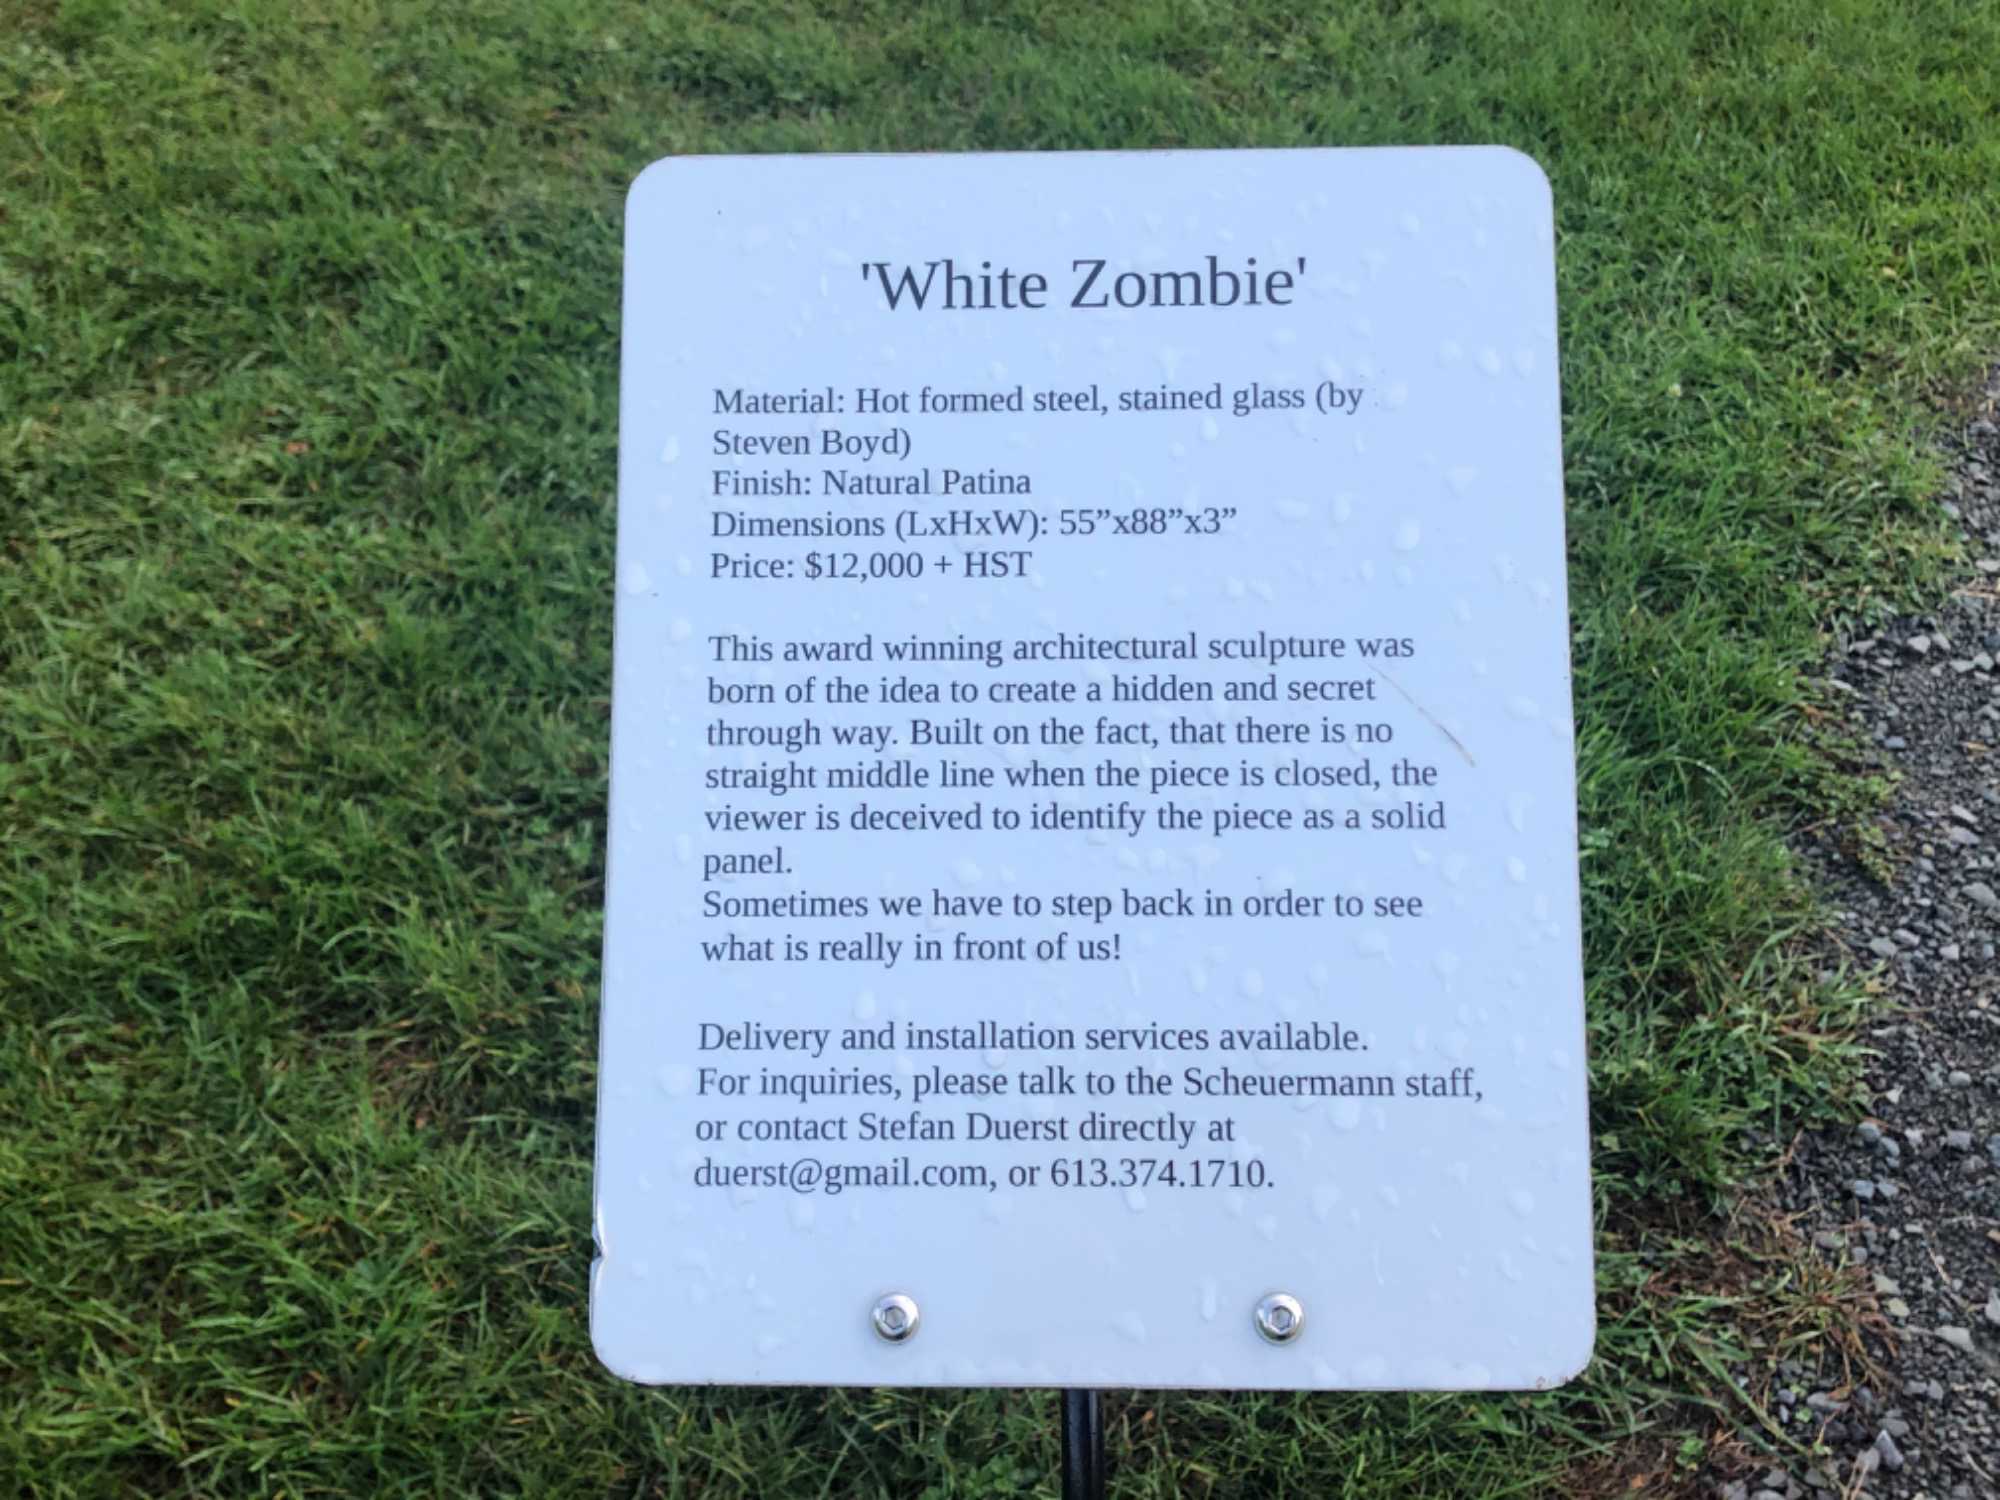 'White Zombie'
Material: Hot formed steel, stained glass (by
Steven Boyd)
Finish: Natural Patina
Dimensions (LxHxW): 55”x88”x3”
Price: $12,000 + HST
This award winning architectural sculpture was
born of the idea to create a hidden and secret
through way. Built on the fact, that there is no
straight middle line when the piece is closed, the
viewer is deceived to identify the piece as a solid
panel.
Sometimes we have to step back in order to see
what is really in front of us!
Delivery and installation services available.
For inquiries, please talk to the Scheuermann staff,
or contact Stefan Duerst directly at
duerst@gmail.com, or 613.374.1710.